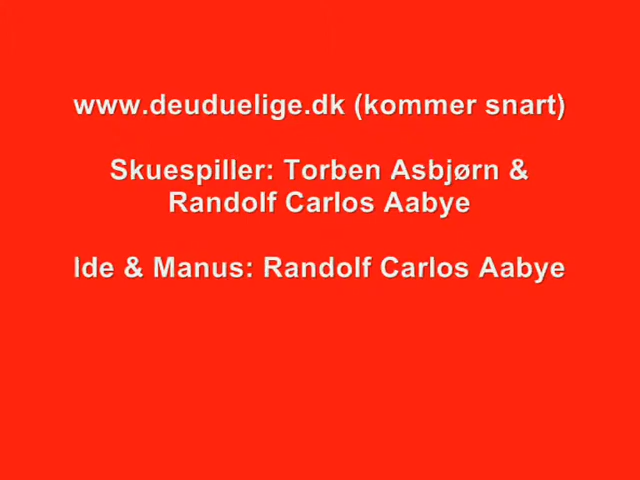 www.deuduelige.dk (kommer snart)
Skuespiller: Torben Asbjørn &
Randolf Carlos Aabye
Ide & Manus: Randolf Carlos Aabye